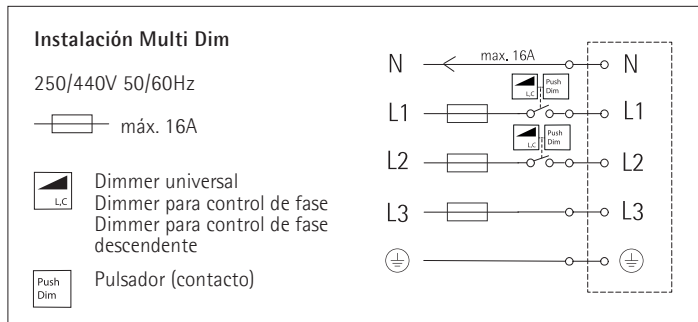 Instalación Multi Dim
250/440V 50/60Hz
máx. 16A
L,C
Dimmer universal
Dimmer para control de fase
Dimmer para control de fase
descendente
Push
Dim
Pulsador (contacto)
N
max. 16A
N
L,C
Push
Dim
L1
L1
L,C
Push
Dim
L2
L2
L3
L3